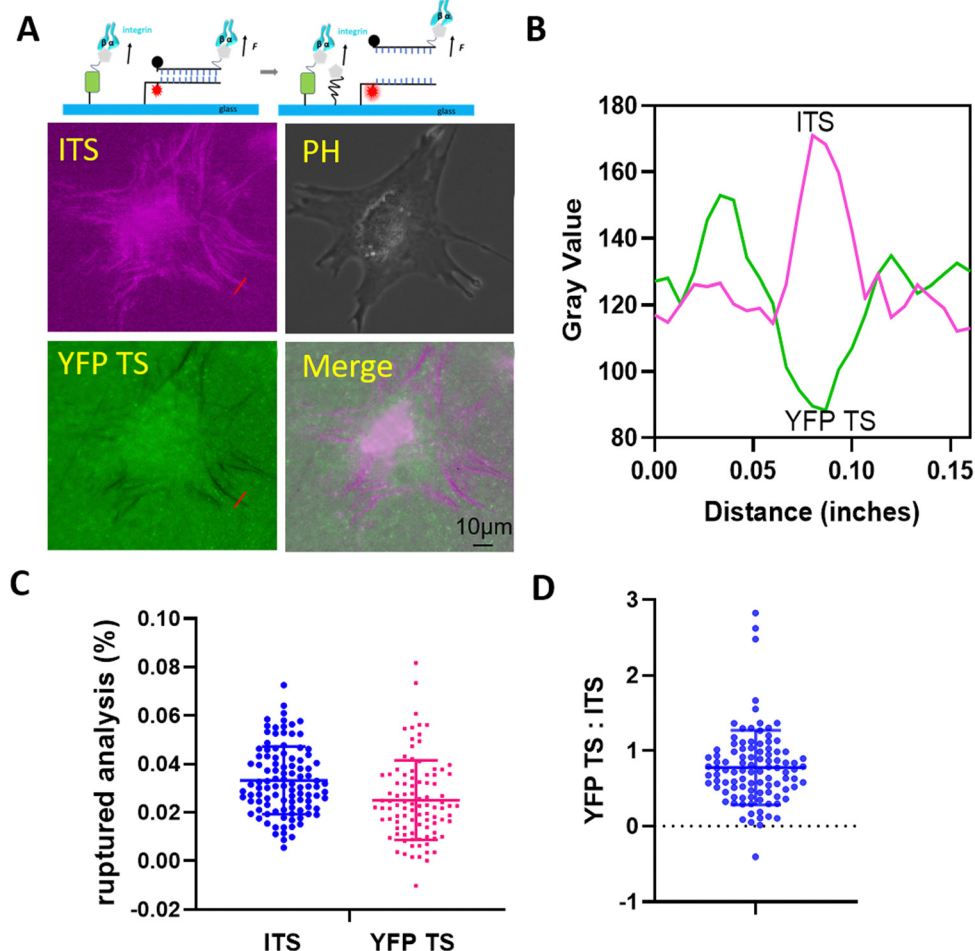 A
integrin
β α
β α
F
glass
integrin
β α
β α
F
glass
ITS
PH
YFP TS
Merge
10μm
B
180
160
140
120
100
80
Gray Value
ITS
YFP TS
0.00 0.05 0.10 0.15
Distance (inches)
C
0.10
0.08
0.06
0.04
0.02
0.00
-0.02
ruptured analysis (%)
ITS YFP TS
D
3
2
1
0
-1
YFP TS : ITS